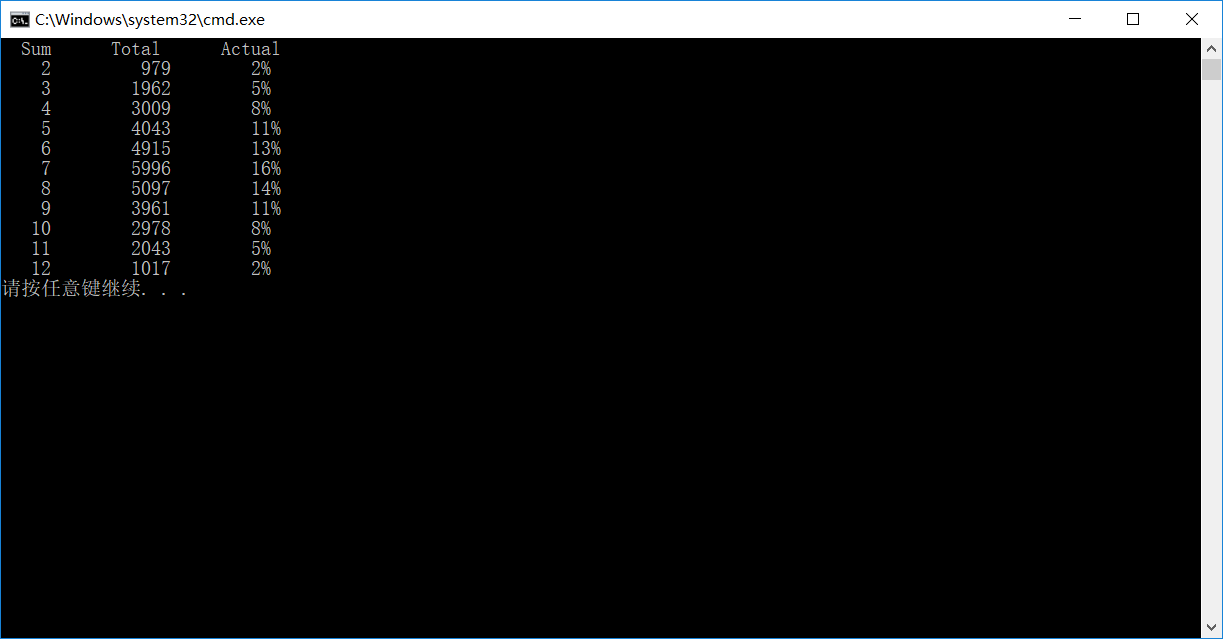 C:\Windows\system32\cmd.exe
Sum Total Actual
2 979 2%
3 1962 5%
4 3009 8%
5 4043 11%
6 4915 13%
7 5996 16%
8 5097 14%
9 3961 11%
10 2978 8%
11 2043 5%
12 1017 2%
请按任意键继续. . .